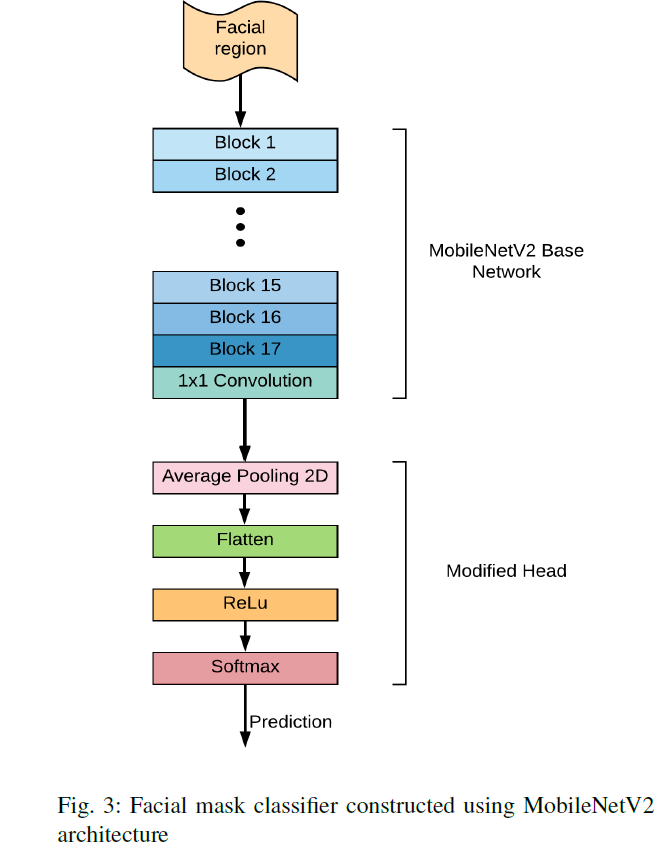 Facial
region
Block 1
Block 2
Block 15
Block 16
Block 17
1x1 Convolution
MobileNetV2 Base
Network
Average Pooling 2D
Flatten
ReLu
Softmax
Modified Head
Prediction
Fig. 3: Facial mask classifier constructed using MobileNetV2
architecture